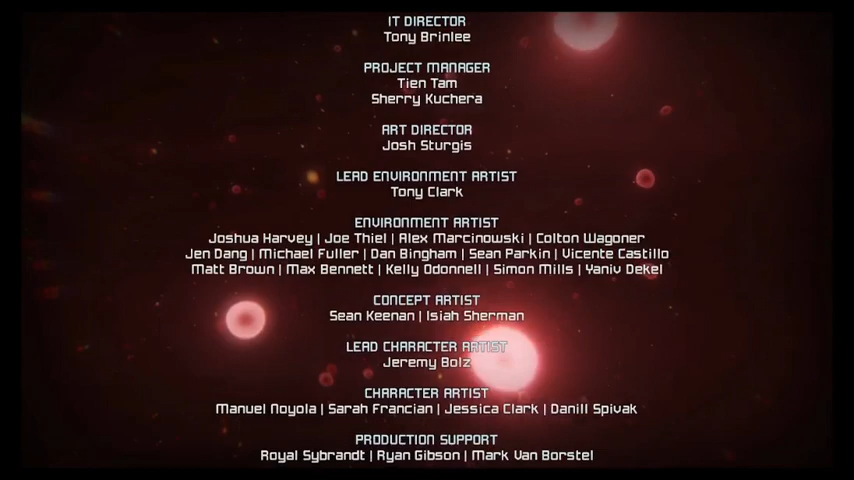 IT DIRECTOR
Tony Brinlee
PROJECT MANAGER
Tien Tam
Sherry Kuchera
ART DIRECTOR
Josh Sturgis
LEAD ENVIRONMENT ARTIST
Tony Clark
ENVIRONMENT ARTIST
Joshua Harvey | Joe Thiel | Alex Marcinowski | Colton Wagoner
Jen Dang | Michael Fuller | Dan Bingham | Sean Parkin | Vicente Castillo
Matt Brown | Max Bennett | Kelly Odonnell | Simon Mills | Yaniv Dekel
CONCEPT ARTIST
Sean Keenan | Isiah Sherman
LEAD CHARACTER ARTIST
Jeremy Bolz
CHARACTER ARTIST
Manuel Noyola | Sarah Francian | Jessica Clark | Danill Spivak
PRODUCTION SUPPORT
Royal Sybrandt | Ryan Gibson | Mark Van Borstel